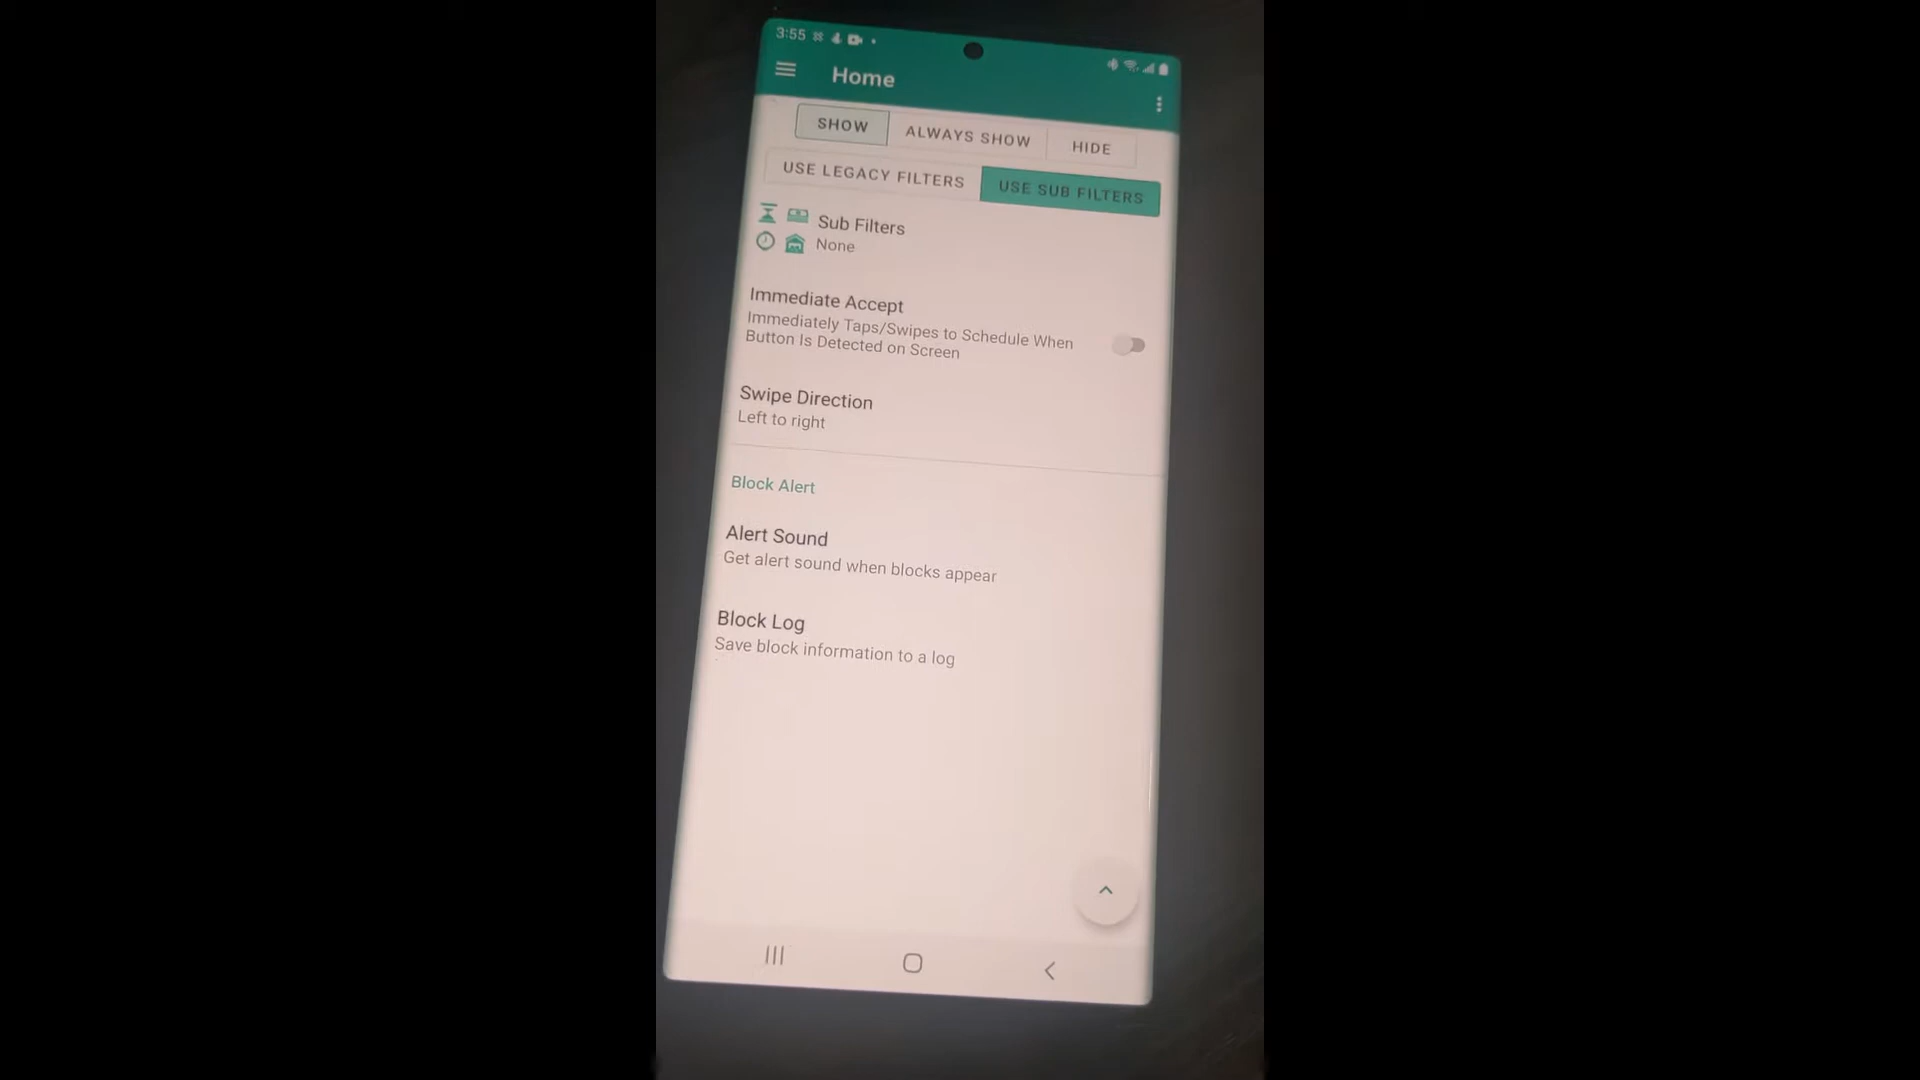 3:55
Home
SHOW
ALWAYS SHOW
HIDE
USE LEGACY FILTERS
USE SUB FILTERS
Sub Filters
None
Immediate Accept
Immediately Taps/Swipes to Schedule When
Button Is Detected on Screen
Swipe Direction
Left to right
Block Alert
Alert Sound
Get alert sound when blocks appear
Block Log
Save block information to a log